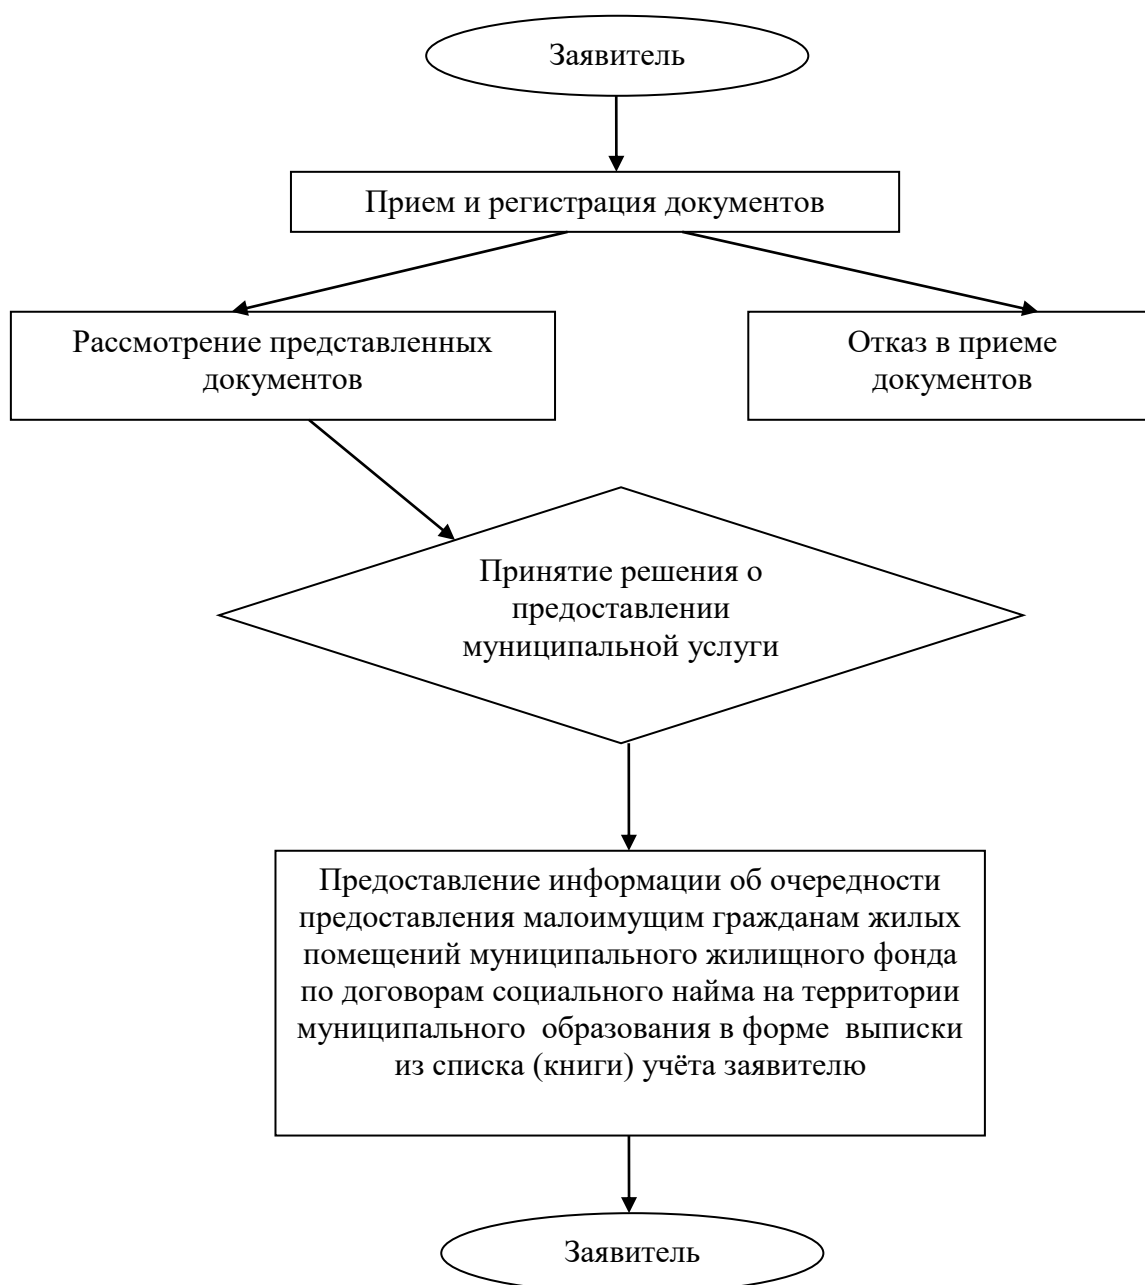 Заявитель
Прием и регистрация документов
Рассмотрение представленных
документов
Отказ в приеме
документов
Принятие решения о
предоставлении
муниципальной услуги
Предоставление информации об очередности
предоставления малоимущим гражданам жилых
помещений муниципального жилищного фонда
по договорам социального найма на территории
муниципального  образования в форме  выписки
из списка (книги) учёта заявителю
Заявитель